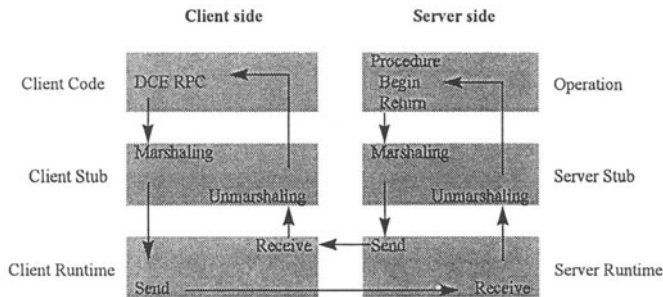 Client side Server side
Client Code DCE RPC Procedure
Begin
Return Operation
Client Stub Marshaling Marshaling Server Stub
Unmarshaling Unmarshaling
Client Runtime Receive Send Server Runtime
Send Receive